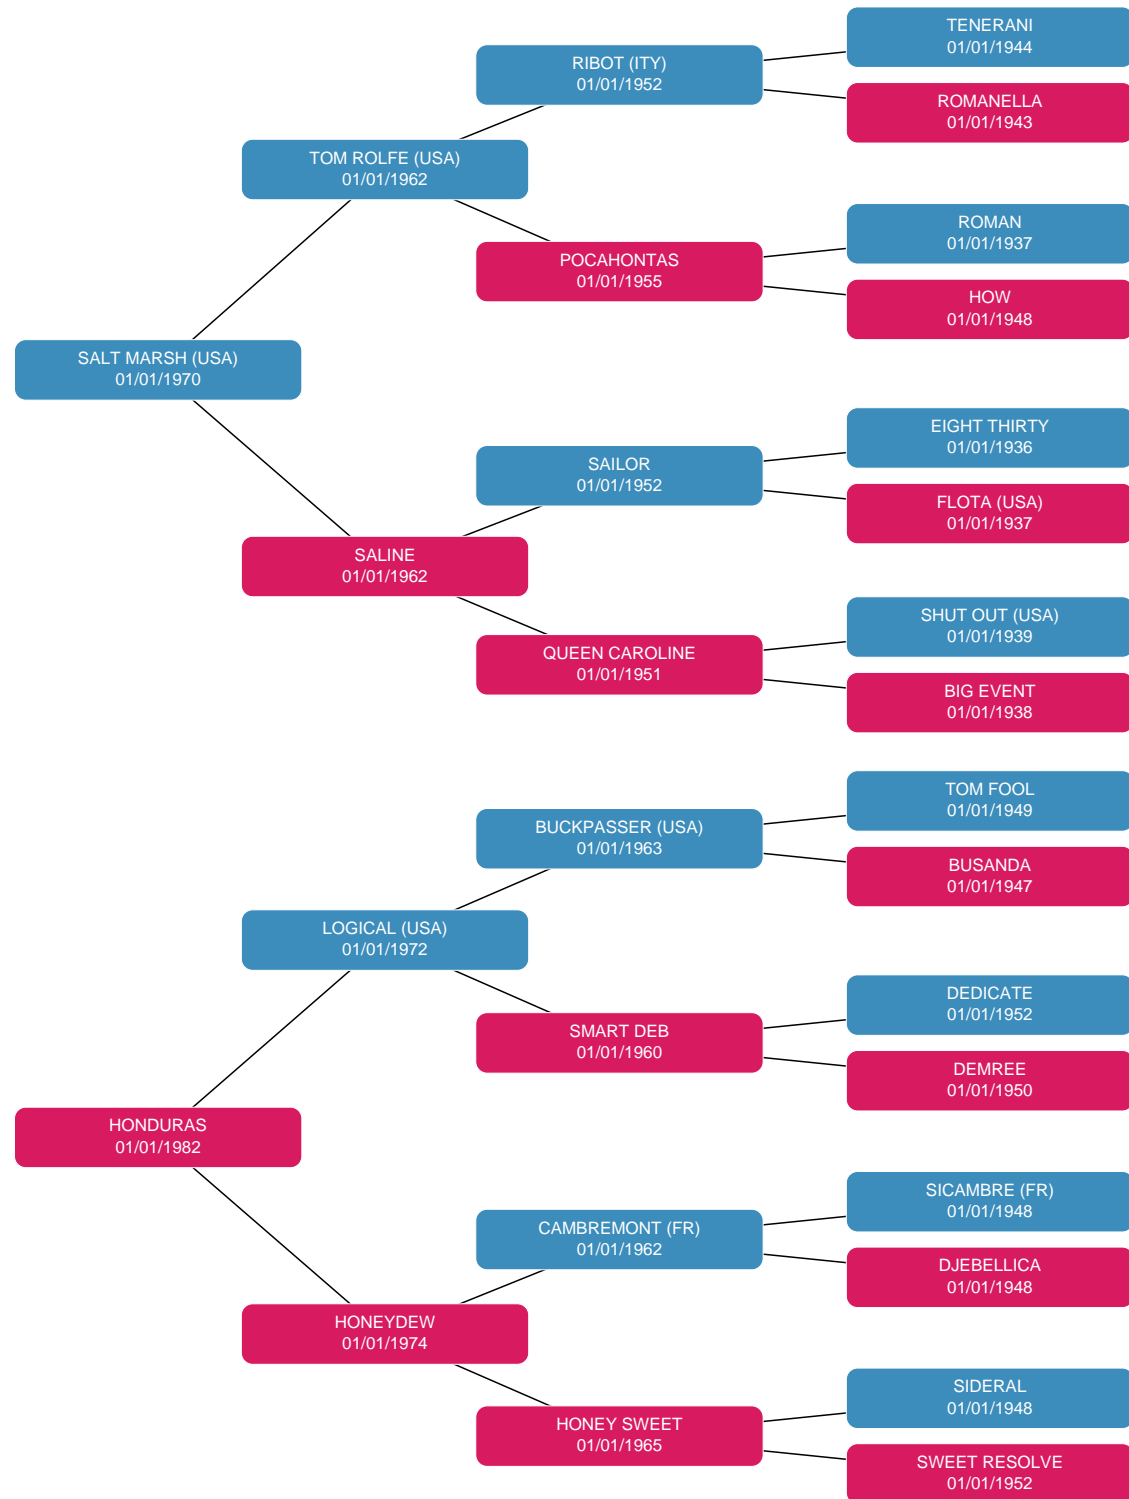 TENERANI
01/01/1944
RIBOT (ITY)
01/01/1952
ROMANELLA
01/01/1943
TOM ROLFE (USA)
01/01/1962
ROMAN
01/01/1937
POCAHONTAS
01/01/1955
HOW
01/01/1948
SALT MARSH (USA)
01/01/1970
EIGHT THIRTY
01/01/1936
SAILOR
01/01/1952
FLOTA (USA)
01/01/1937
SALINE
01/01/1962
SHUT OUT (USA)
01/01/1939
QUEEN CAROLINE
01/01/1951
BIG EVENT
01/01/1938
TOM FOOL
01/01/1949
BUCKPASSER (USA)
01/01/1963
BUSANDA
01/01/1947
LOGICAL (USA)
01/01/1972
DEDICATE
01/01/1952
SMART DEB
01/01/1960
DEMREE
01/01/1950
HONDURAS
01/01/1982
SICAMBRE (FR)
01/01/1948
CAMBREMONT (FR)
01/01/1962
DJEBELLICA
01/01/1948
HONEYDEW
01/01/1974
SIDERAL
01/01/1948
HONEY SWEET
01/01/1965
SWEET RESOLVE
01/01/1952